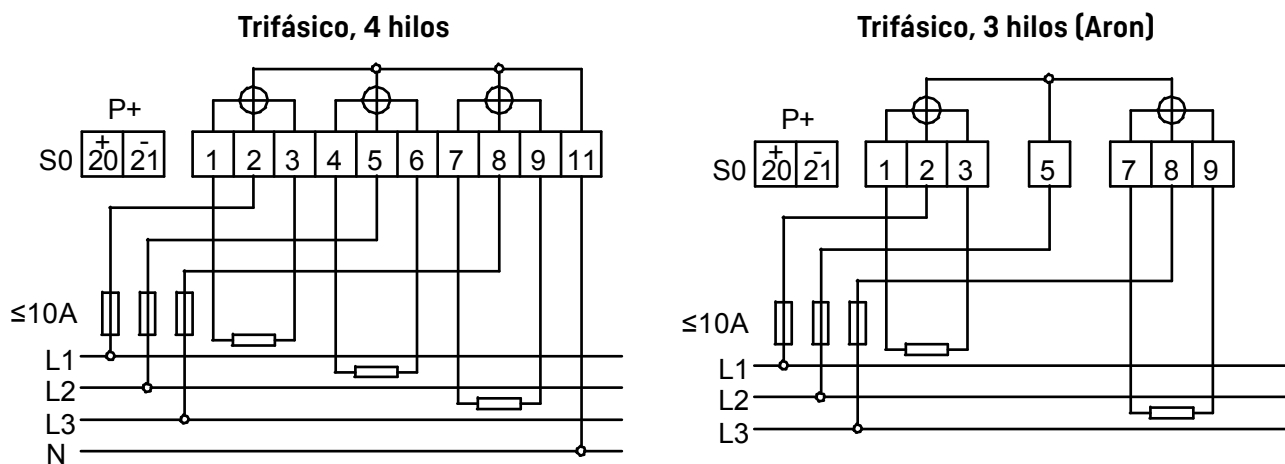 Trifásico, 4 hilos
P+
+ -
S0 20 21 1 2 3 4 5 6 7 8 9 11
≤10A
L1
L2
L3
N
Trifásico, 3 hilos (Aron)
P+
+ -
S0 20 21 1 2 3 5 7 8 9
≤10A
L1
L2
L3